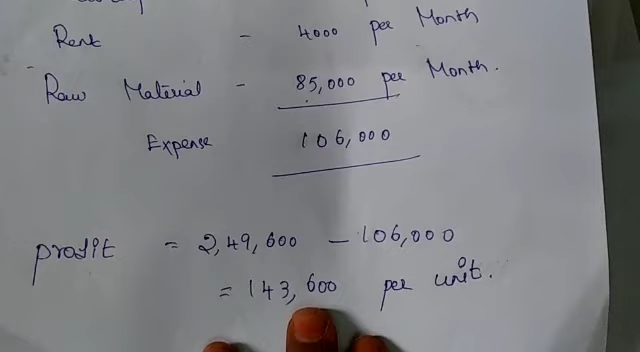 Rent - 4000 per Month
Raw Material - 85,000 per Month.
Expense 106,000
profit = 2,49,600 - 106,000
= 143,600 per unit.